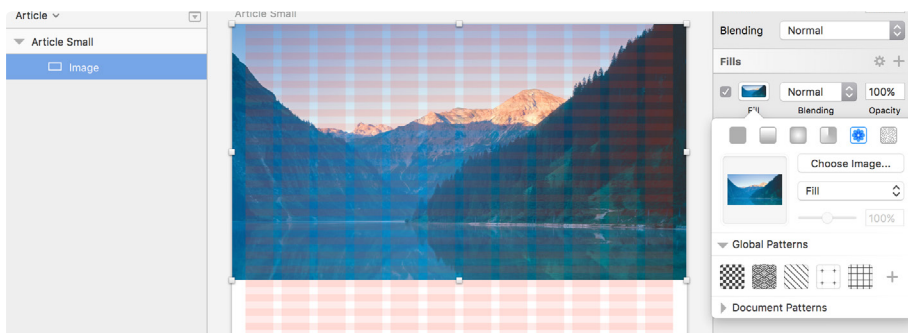 Article
Article Small
Image
Article Small
Blending Normal
Fills
Normal 100%
Fill Blending Opacity
Choose Image...
Fill
100%
Global Patterns
Document Patterns